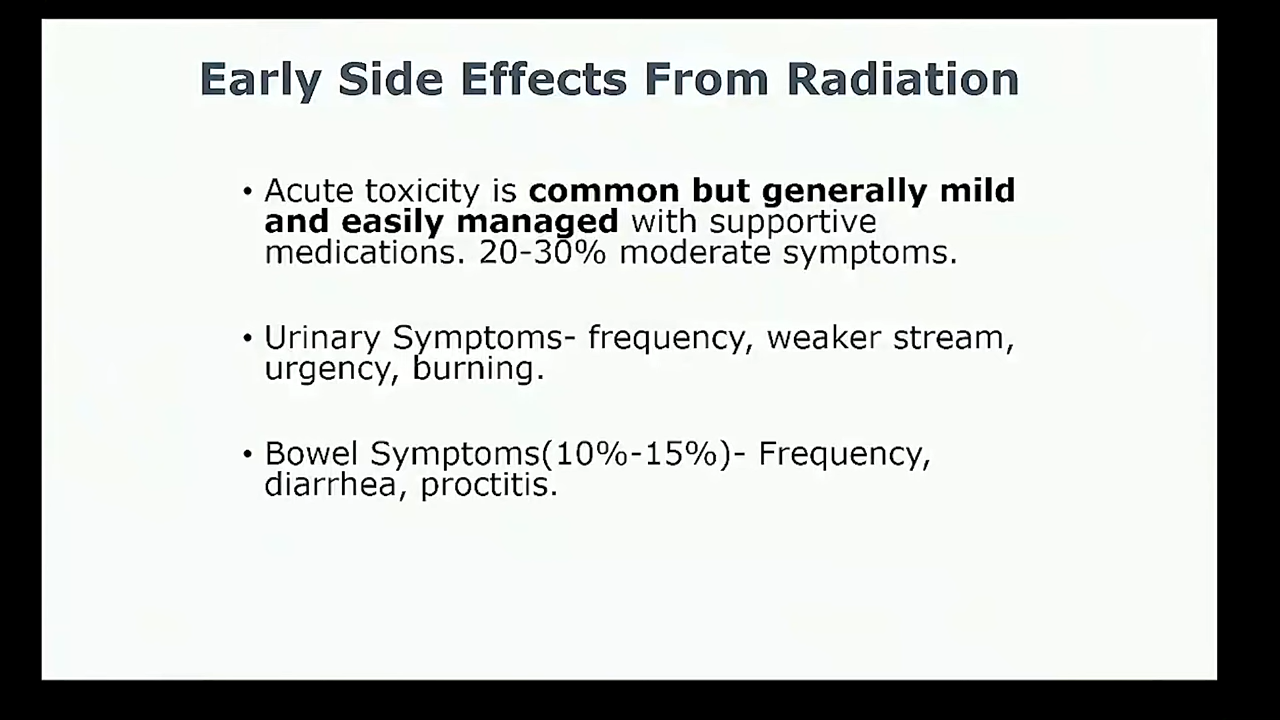 Early Side Effects From Radiation
• Acute toxicity is common but generally mild
and easily managed with supportive
medications. 20-30% moderate symptoms.
• Urinary Symptoms- frequency, weaker stream,
urgency, burning.
• Bowel Symptoms(10%-15%)- Frequency,
diarrhea, proctitis.